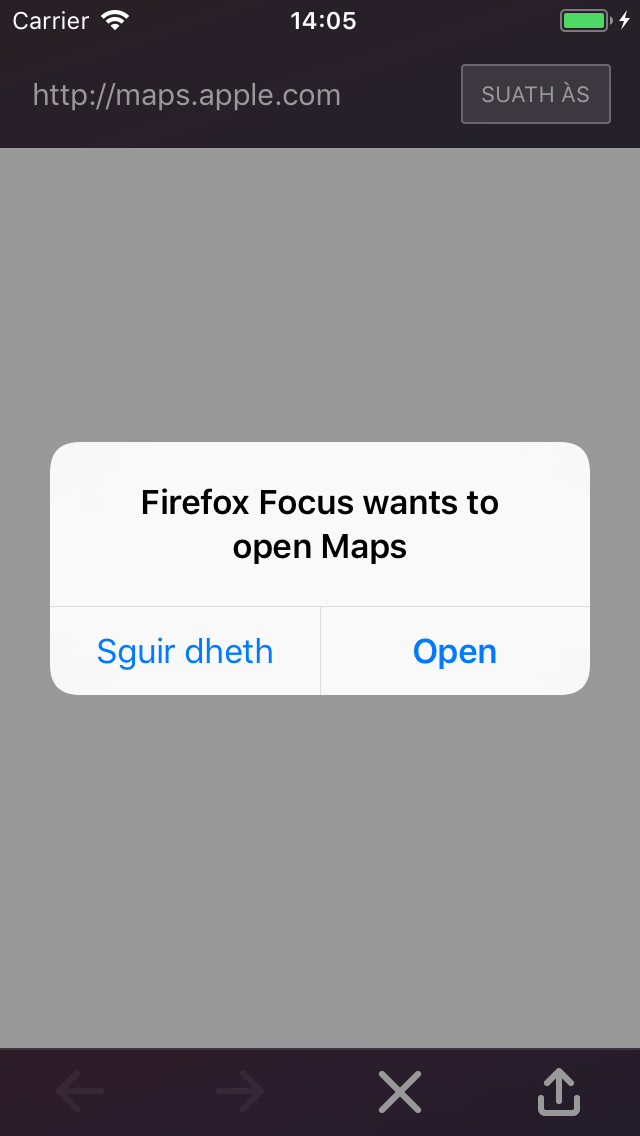 Carrier 14:05
http://maps.apple.com SUATH ÀS
Firefox Focus wants to
open Maps
Sguir dheth Open